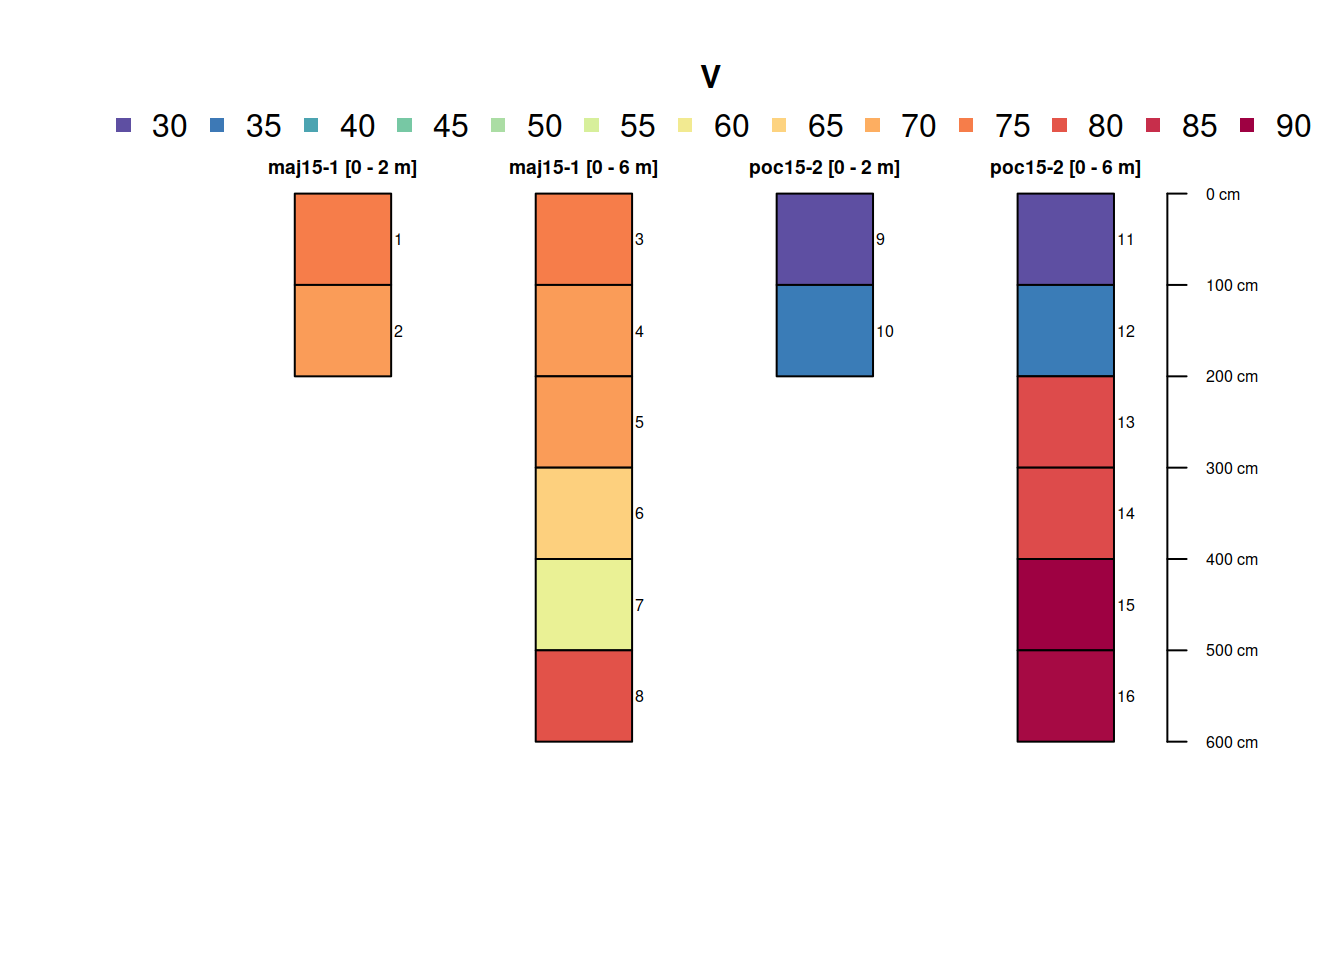 V
30 35 40 45 50 55 60 65 70 75 80 85 90
maj15-1 [0 - 2 m] maj15-1 [0 - 6 m] poc15-2 [0 - 2 m] poc15-2 [0 - 6 m]
0 cm
1 3 9 11
100 cm
2 4 10 12
200 cm
5 13
300 cm
6 14
400 cm
7 15
500 cm
8 16
600 cm